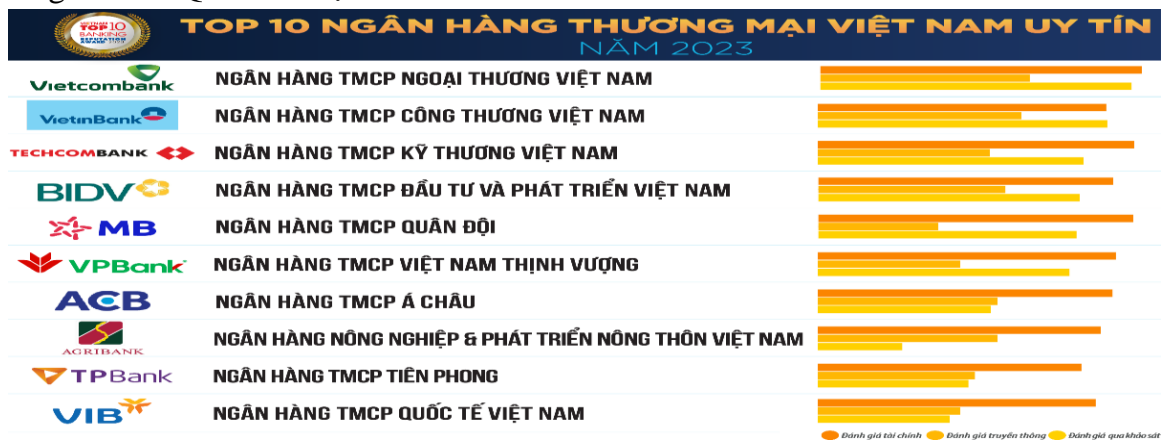 TOP 10 NGÂN HÀNG THƯƠNG MẠI VIỆT NAM UY TÍN
NĂM 2023
TOP 10
BANKING
Vietcombank NGÂN HÀNG TMCP NGOẠI THƯƠNG VIỆT NAM
VietinBank NGÂN HÀNG TMCP CÔNG THƯƠNG VIỆT NAM
TECHCOMBANK NGÂN HÀNG TMCP KỸ THƯƠNG VIỆT NAM
BIDV NGÂN HÀNG TMCP ĐẦU TƯ VÀ PHÁT TRIỂN VIỆT NAM
MB NGÂN HÀNG TMCP QUÂN ĐỘI
VPBank NGÂN HÀNG TMCP VIỆT NAM THỊNH VƯỢNG
ACB NGÂN HÀNG TMCP Á CHÂU
AGRIBANK NGÂN HÀNG NÔNG NGHIỆP & PHÁT TRIỂN NÔNG THÔN VIỆT NAM
TPBank NGÂN HÀNG TMCP TIÊN PHONG
VIB NGÂN HÀNG TMCP QUỐC TẾ VIỆT NAM
Đánh giá tài chính Đánh giá truyền thông Đánh giá qua khảo sát